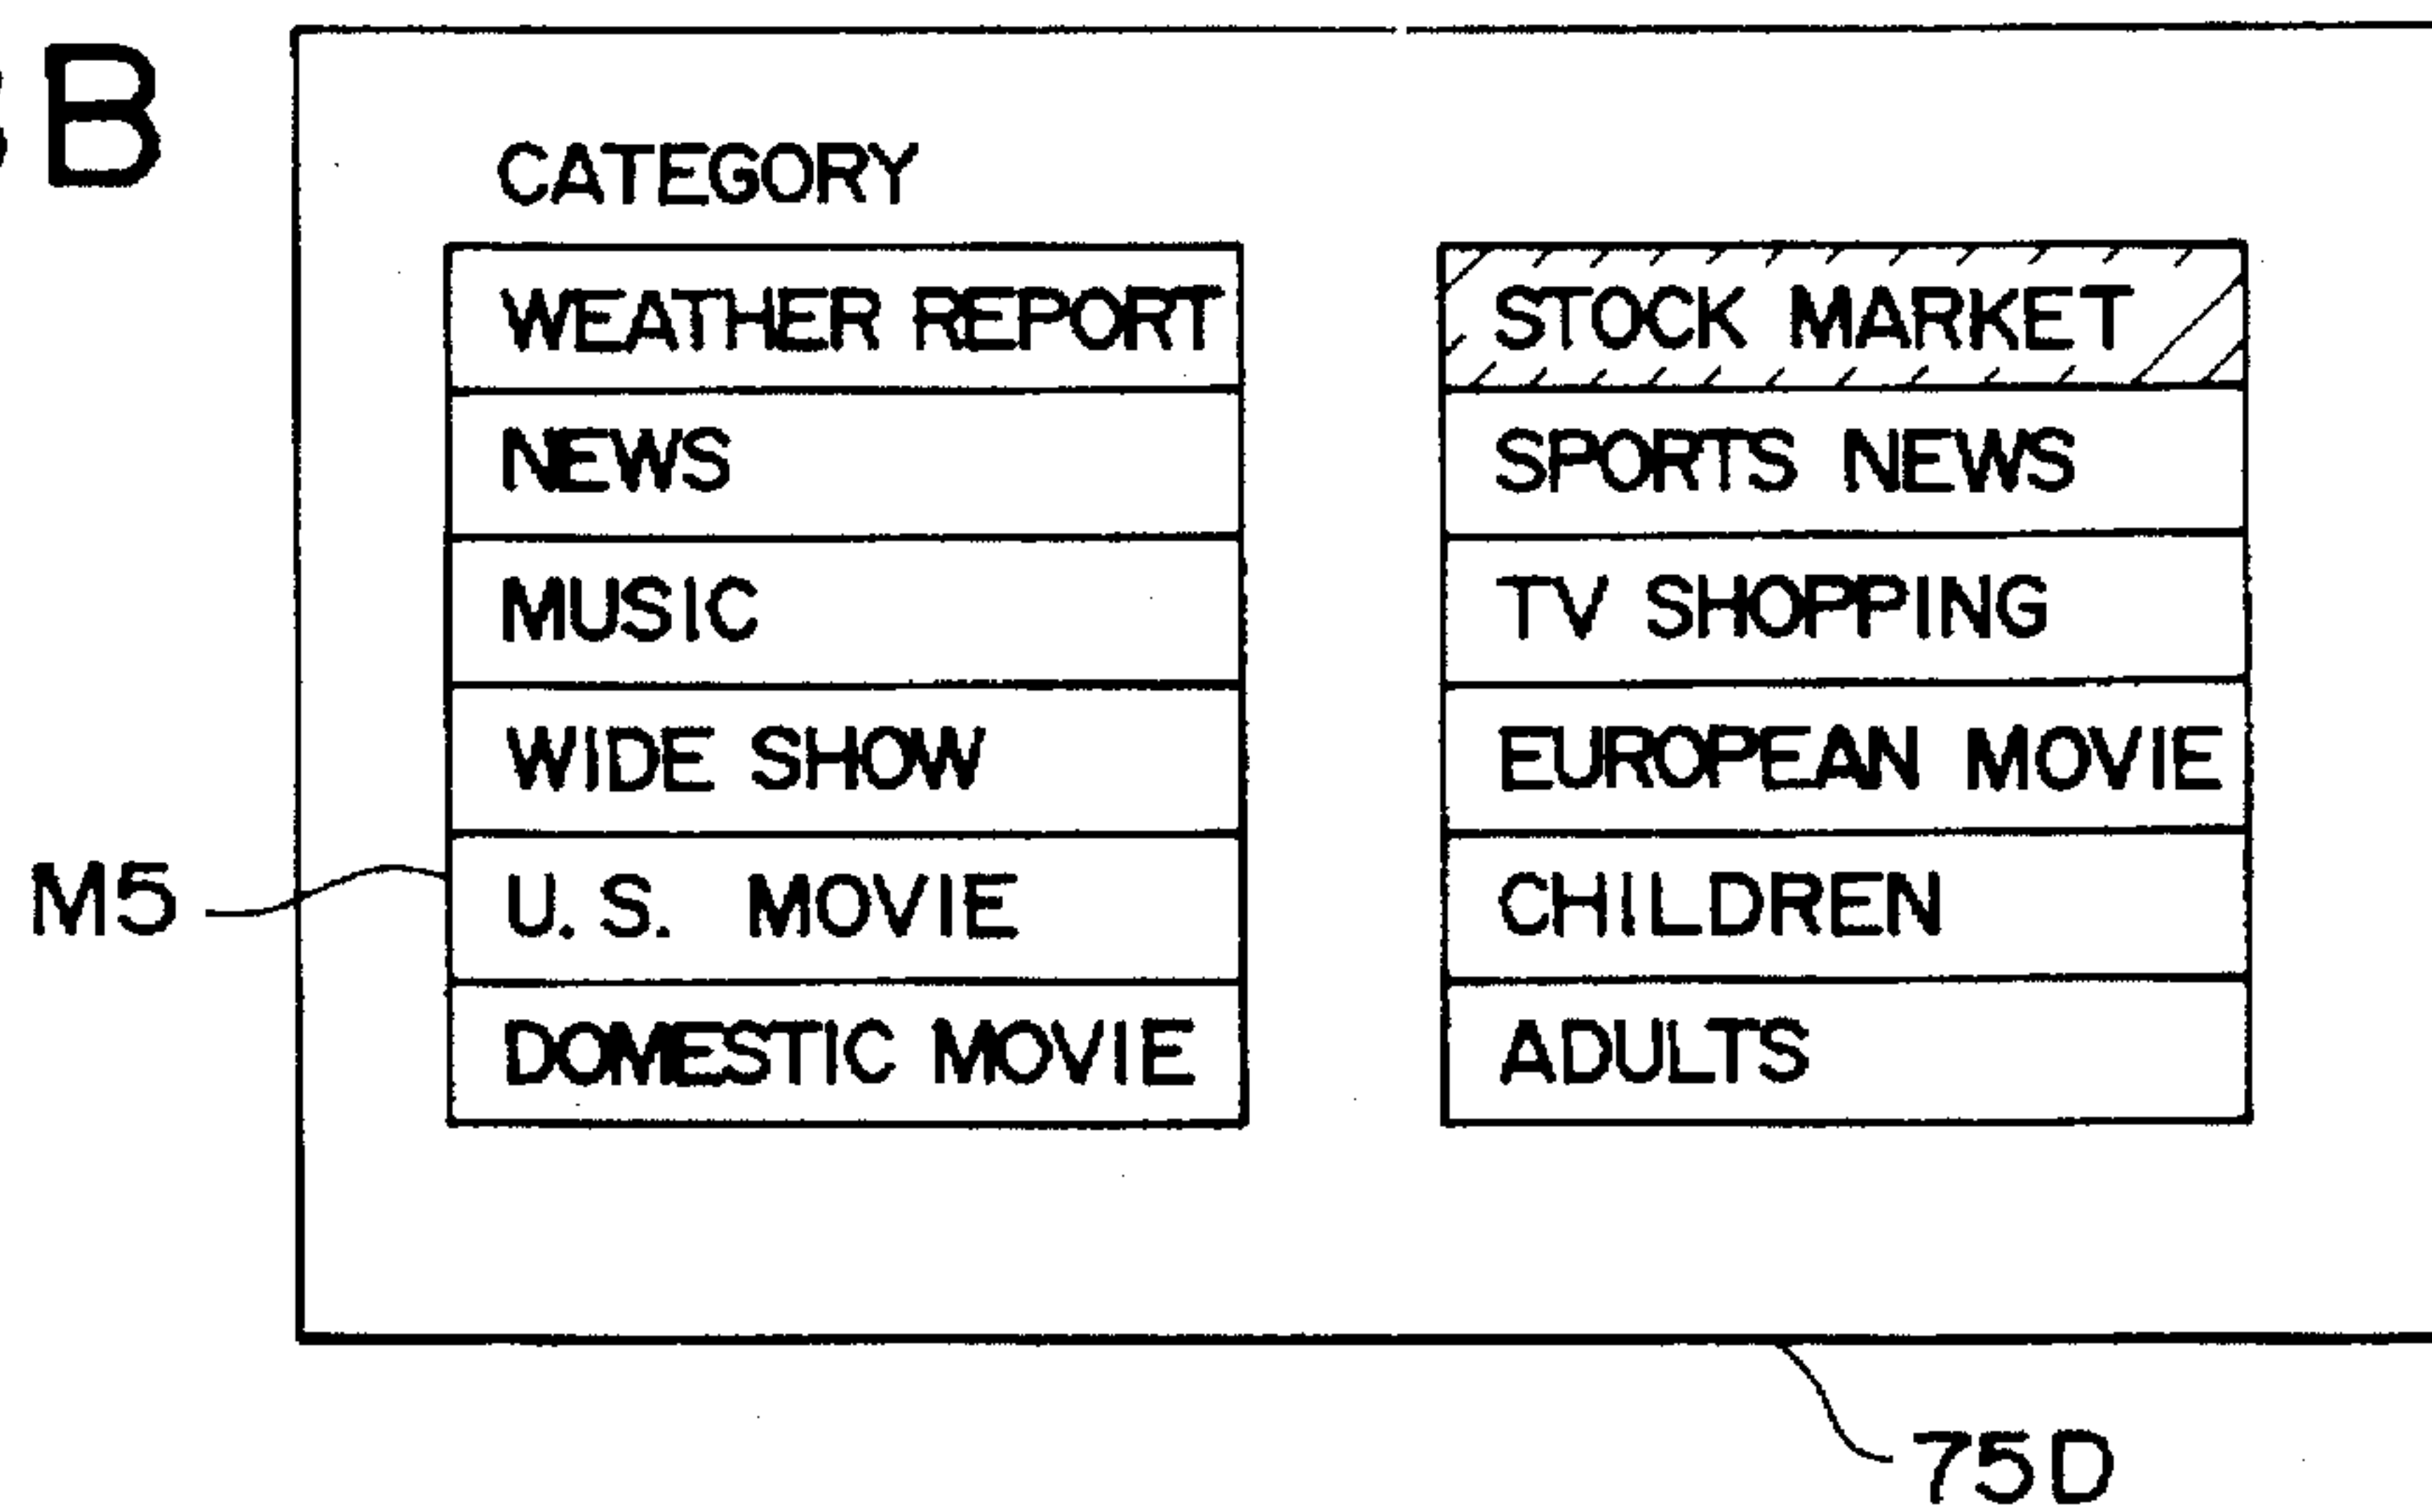 B
CATEGORY
WEATHER REPORT
STOCK MARKET
NEWS
SPORTS NEWS
MUSIC
TV SHOPPING
WIDE SHOW
EUROPEAN MOVIE
M5
U.S. MOVIE
CHILDREN
DOMESTIC MOVIE
ADULTS
75D